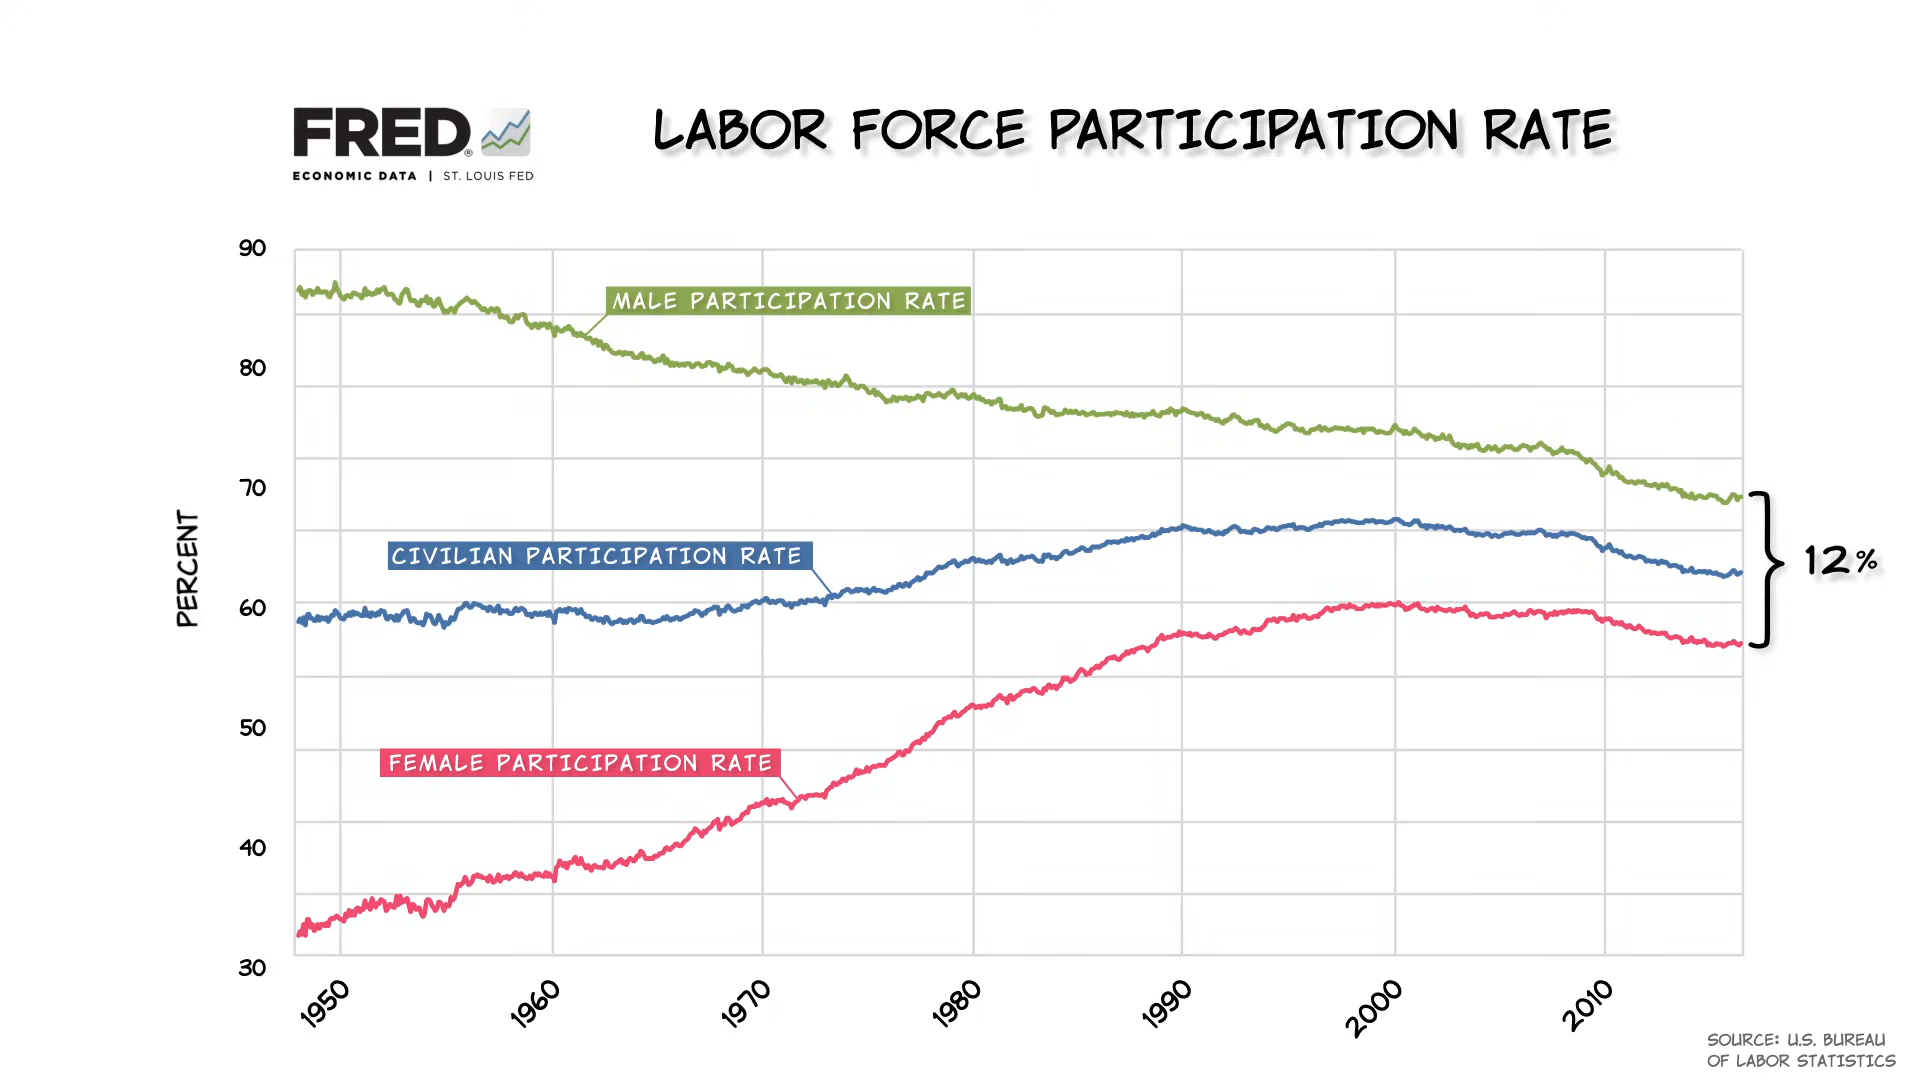 FRED®
ECONOMIC DATA | ST. LOUIS FED
LABOR FORCE PARTICIPATION RATE
90
80
70
60
50
40
30
PERCENT
MALE PARTICIPATION RATE
CIVILIAN PARTICIPATION RATE
FEMALE PARTICIPATION RATE
12%
1950
1960
1970
1980
1990
2000
2010
SOURCE: U.S. BUREAU
OF LABOR STATISTICS